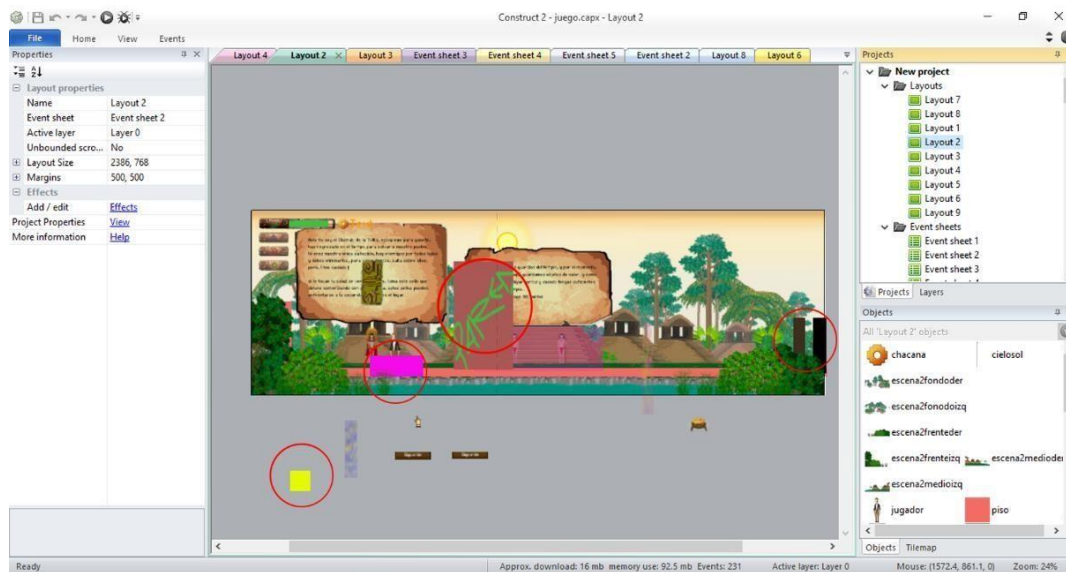 Construct 2 - juego.capx - Layout 2
File
Home
View
Events
Properties
Layout properties
Name
Layout 2
Event sheet
Event sheet 2
Active layer
Layer 0
Unbounded scro...
No
Layout Size
2386, 768
Margins
500, 500
Effects
Add / edit
Effects
Project Properties
View
More information
Help
Layout 4
Layout 2
Layout 3
Event sheet 3
Event sheet 4
Event sheet 5
Event sheet 2
Layout 8
Layout 6
PARED
Projects
New project
Layouts
Layout 7
Layout 8
Layout 1
Layout 2
Layout 3
Layout 4
Layout 5
Layout 6
Layout 9
Event sheets
Event sheet 1
Event sheet 2
Event sheet 3
Projects
Layers
Objects
All 'Layout 2' objects
chacana
cielosol
escena2fondoder
escena2fonodoizq
escena2frenteder
escena2frenteizq
escena2medioder
escena2medioizq
jugador
piso
Objects
Tilemap
Ready
Approx. download: 16 mb memory use: 92.5 mb Events: 231
Active layer: Layer 0
Mouse: (1572.4, 861.1, 0)
Zoom: 24%